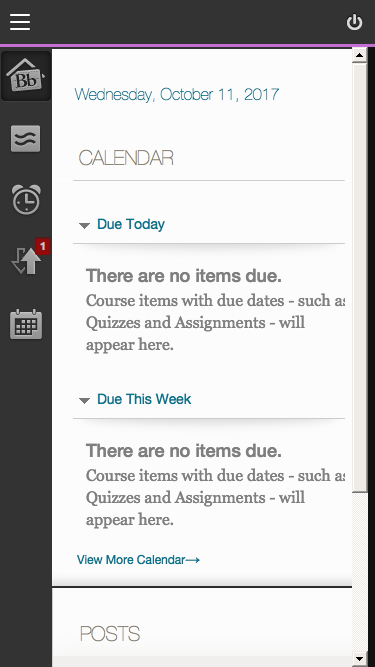 Bb
Wednesday, October 11, 2017
CALENDAR
Due Today
1
There are no items due.
Course items with due dates - such as
Quizzes and Assignments - will
appear here.
Due This Week
There are no items due.
Course items with due dates - such as
Quizzes and Assignments - will
appear here.
View More Calendar→
POSTS